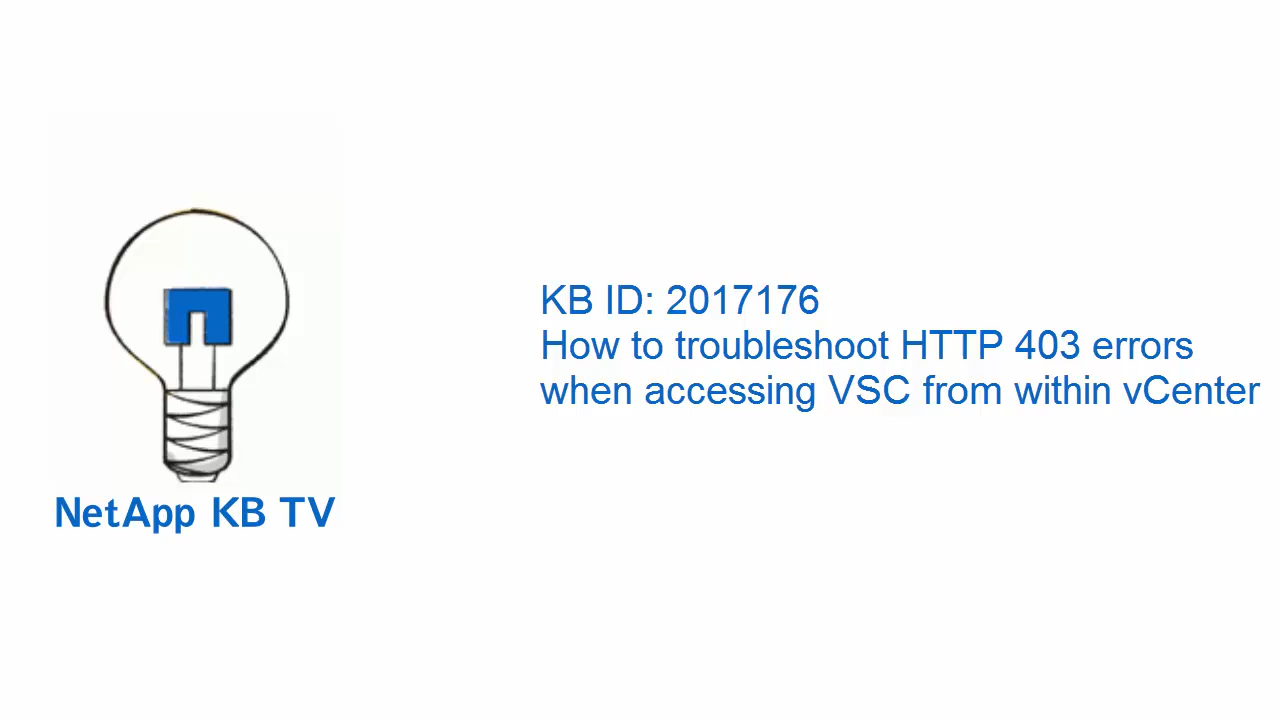 KB ID: 2017176
How to troubleshoot HTTP 403 errors
when accessing VSC from within vCenter
NetApp KB TV